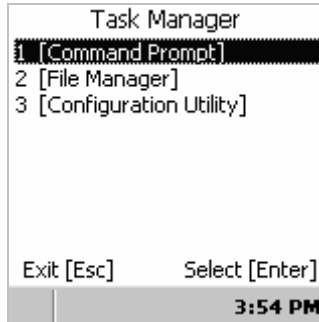 Task Manager
1 [Command Prompt]
2 [File Manager]
3 [Configuration Utility]
Exit [Esc] Select [Enter]
3:54 PM